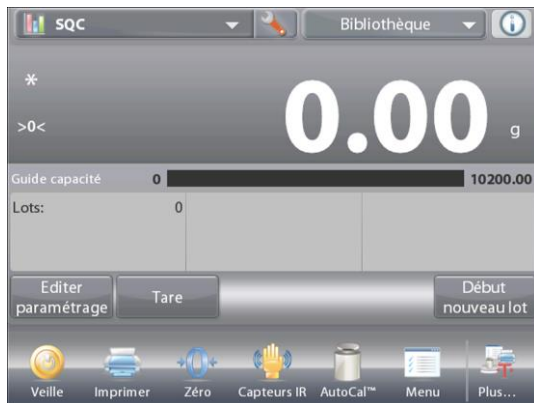 SQC Bibliothèque
*
>0< 0.00 g
Guide capacité 0 10200.00
Lots: 0
Editer paramétrage
Tare
Début nouveau lot
Veille Imprimer Zéro Capteurs IR AutoCal™ Menu Plus...